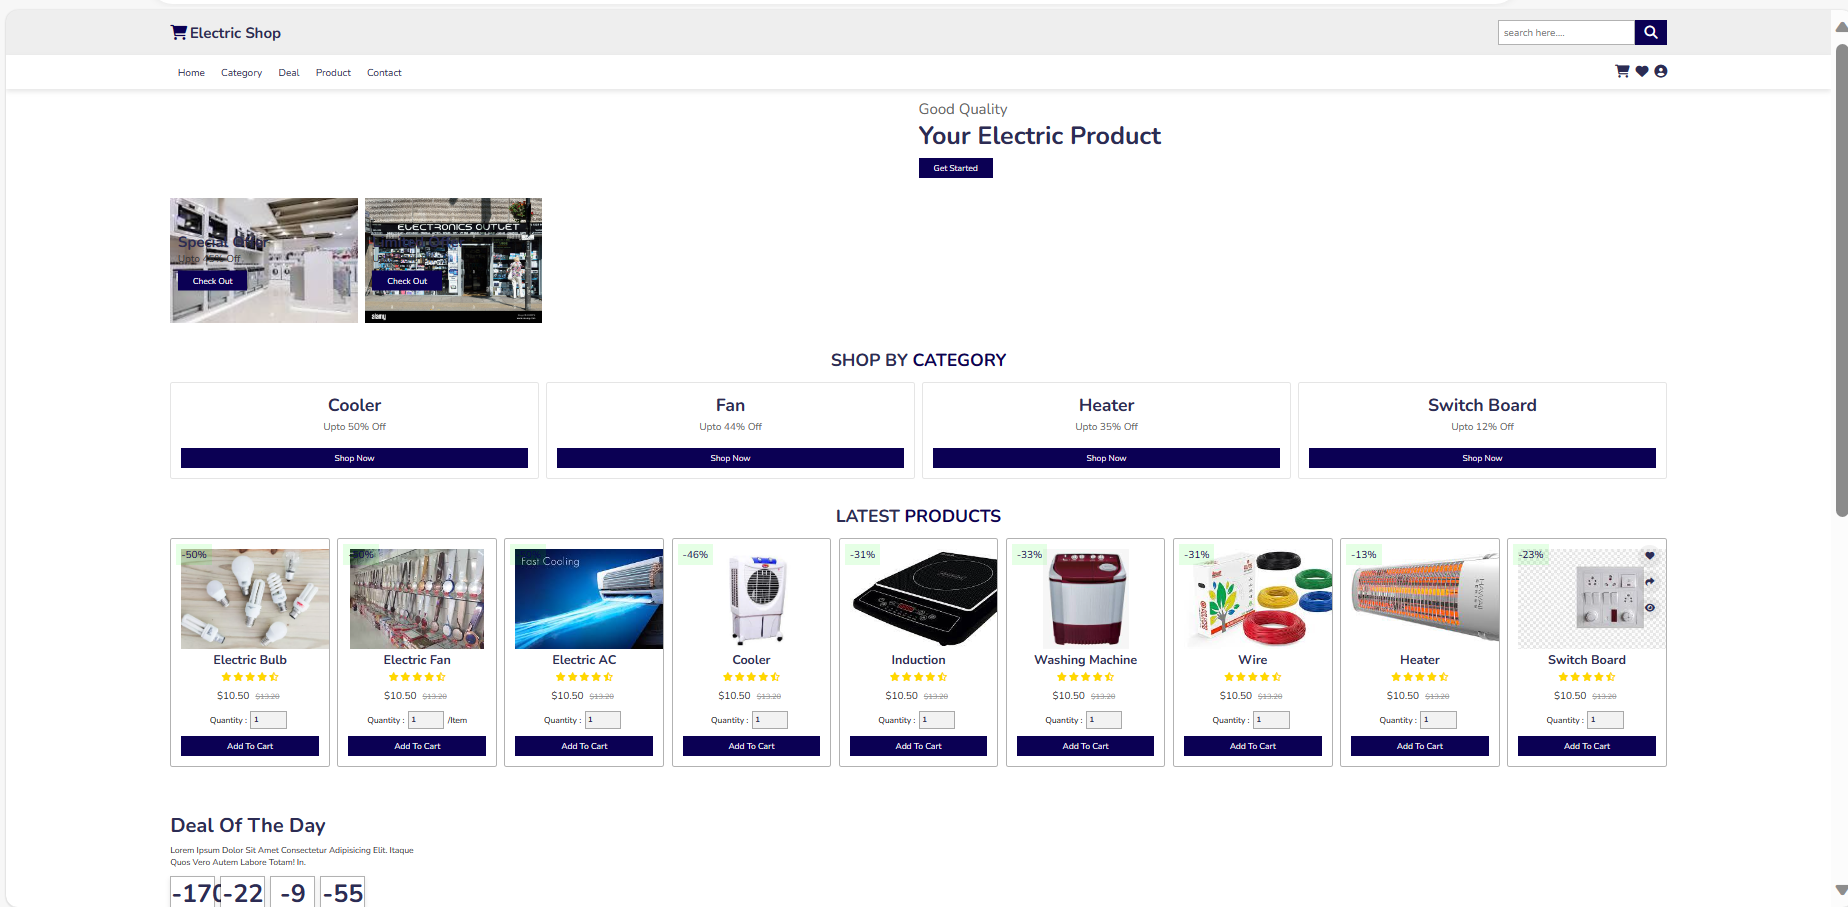 Electric Shop
search here....
Home Category Deal Product Contact
Good Quality
Your Electric Product
Get Started
Special Offer
Upto 45% Off
Check Out
ELECTRONICS OUTLET
Check Out
alamy
SHOP BY CATEGORY
Cooler
Upto 50% Off
Shop Now
Fan
Upto 44% Off
Shop Now
Heater
Upto 35% Off
Shop Now
Switch Board
Upto 12% Off
Shop Now
LATEST PRODUCTS
-50%
Electric Bulb
$10.50 $13.20
Quantity : 1
Add To Cart
Electric Fan
$10.50 $13.20
Quantity : 1 /Item
Add To Cart
Fast Cooling
Electric AC
$10.50 $13.20
Quantity : 1
Add To Cart
-46%
Cooler
$10.50 $13.20
Quantity : 1
Add To Cart
-31%
Induction
$10.50 $13.20
Quantity : 1
Add To Cart
-33%
Washing Machine
$10.50 $13.20
Quantity : 1
Add To Cart
-31%
Wire
$10.50 $13.20
Quantity : 1
Add To Cart
-13%
Heater
$10.50 $13.20
Quantity : 1
Add To Cart
-23%
Switch Board
$10.50 $13.20
Quantity : 1
Add To Cart
Deal Of The Day
Lorem Ipsum Dolor Sit Amet Consectetur Adipisicing Elit. Itaque
Quos Vero Autem Labore Totam! In.
-170 -22 -9 -55